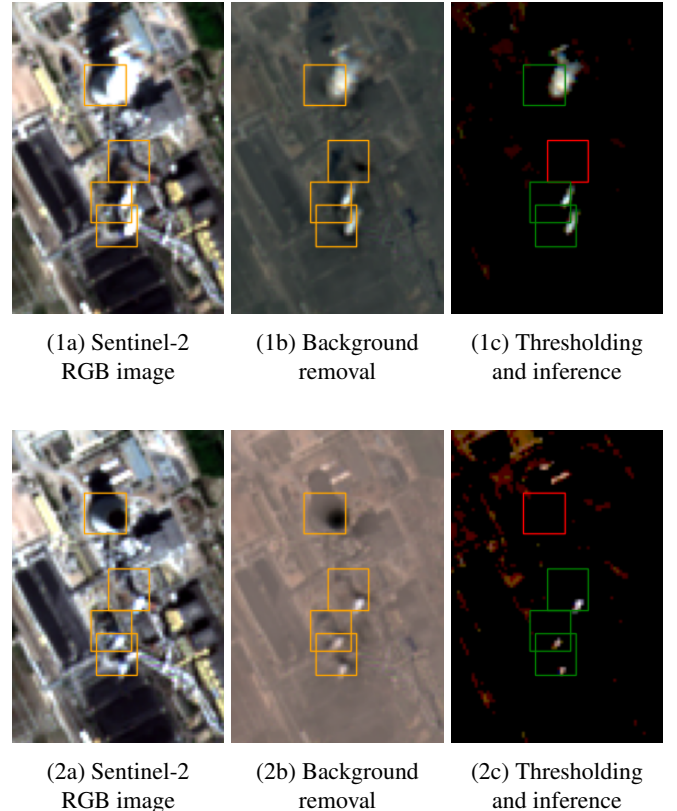 (1a) Sentinel-2
RGB image
(1b) Background
removal
(1c) Thresholding
and inference
(2a) Sentinel-2
RGB image
(2b) Background
removal
(2c) Thresholding
and inference